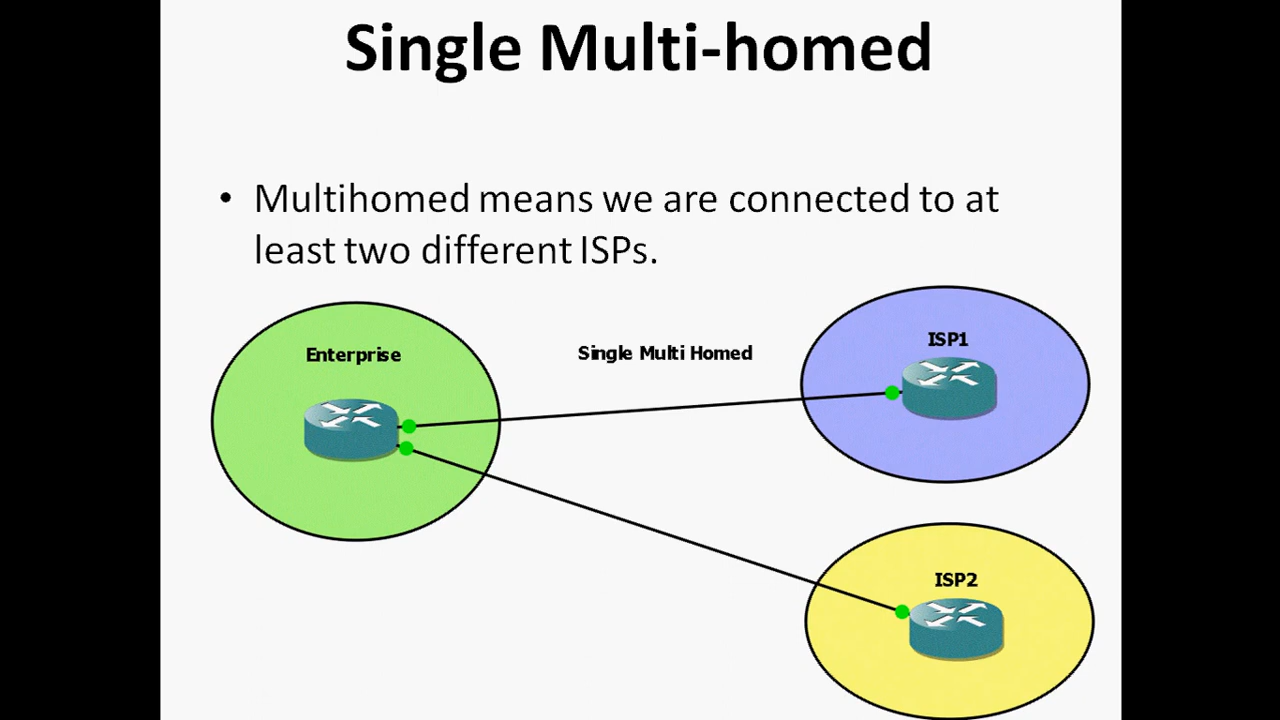 Single Multi-homed
• Multihomed means we are connected to at
least two different ISPs.
Enterprise
Single Multi Homed
ISP1
ISP2